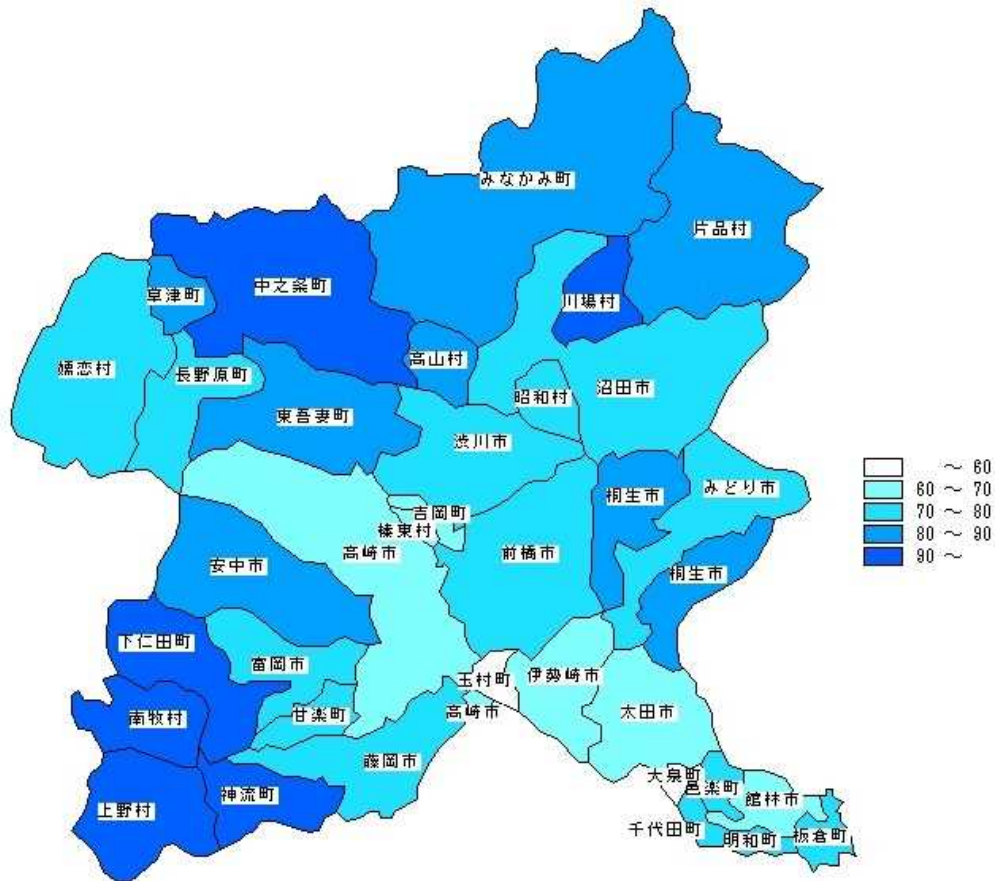 みなかみ町
片品村
中之条町
草津町
川場村
高山村
嬬恋村
長野原町
昭和村
沼田市
東吾妻町
渋川市
桐生市
みどり市
吉岡町
榛東村
高崎市
前橋市
安中市
桐生市
下仁田町
富岡市
玉村町
伊勢崎市
甘楽町
高崎市
太田市
南牧村
藤岡市
大泉町
邑楽町
神流町
館林市
上野村
千代田町
明和町
板倉町
～ 60
60 ～ 70
70 ～ 80
80 ～ 90
90 ～